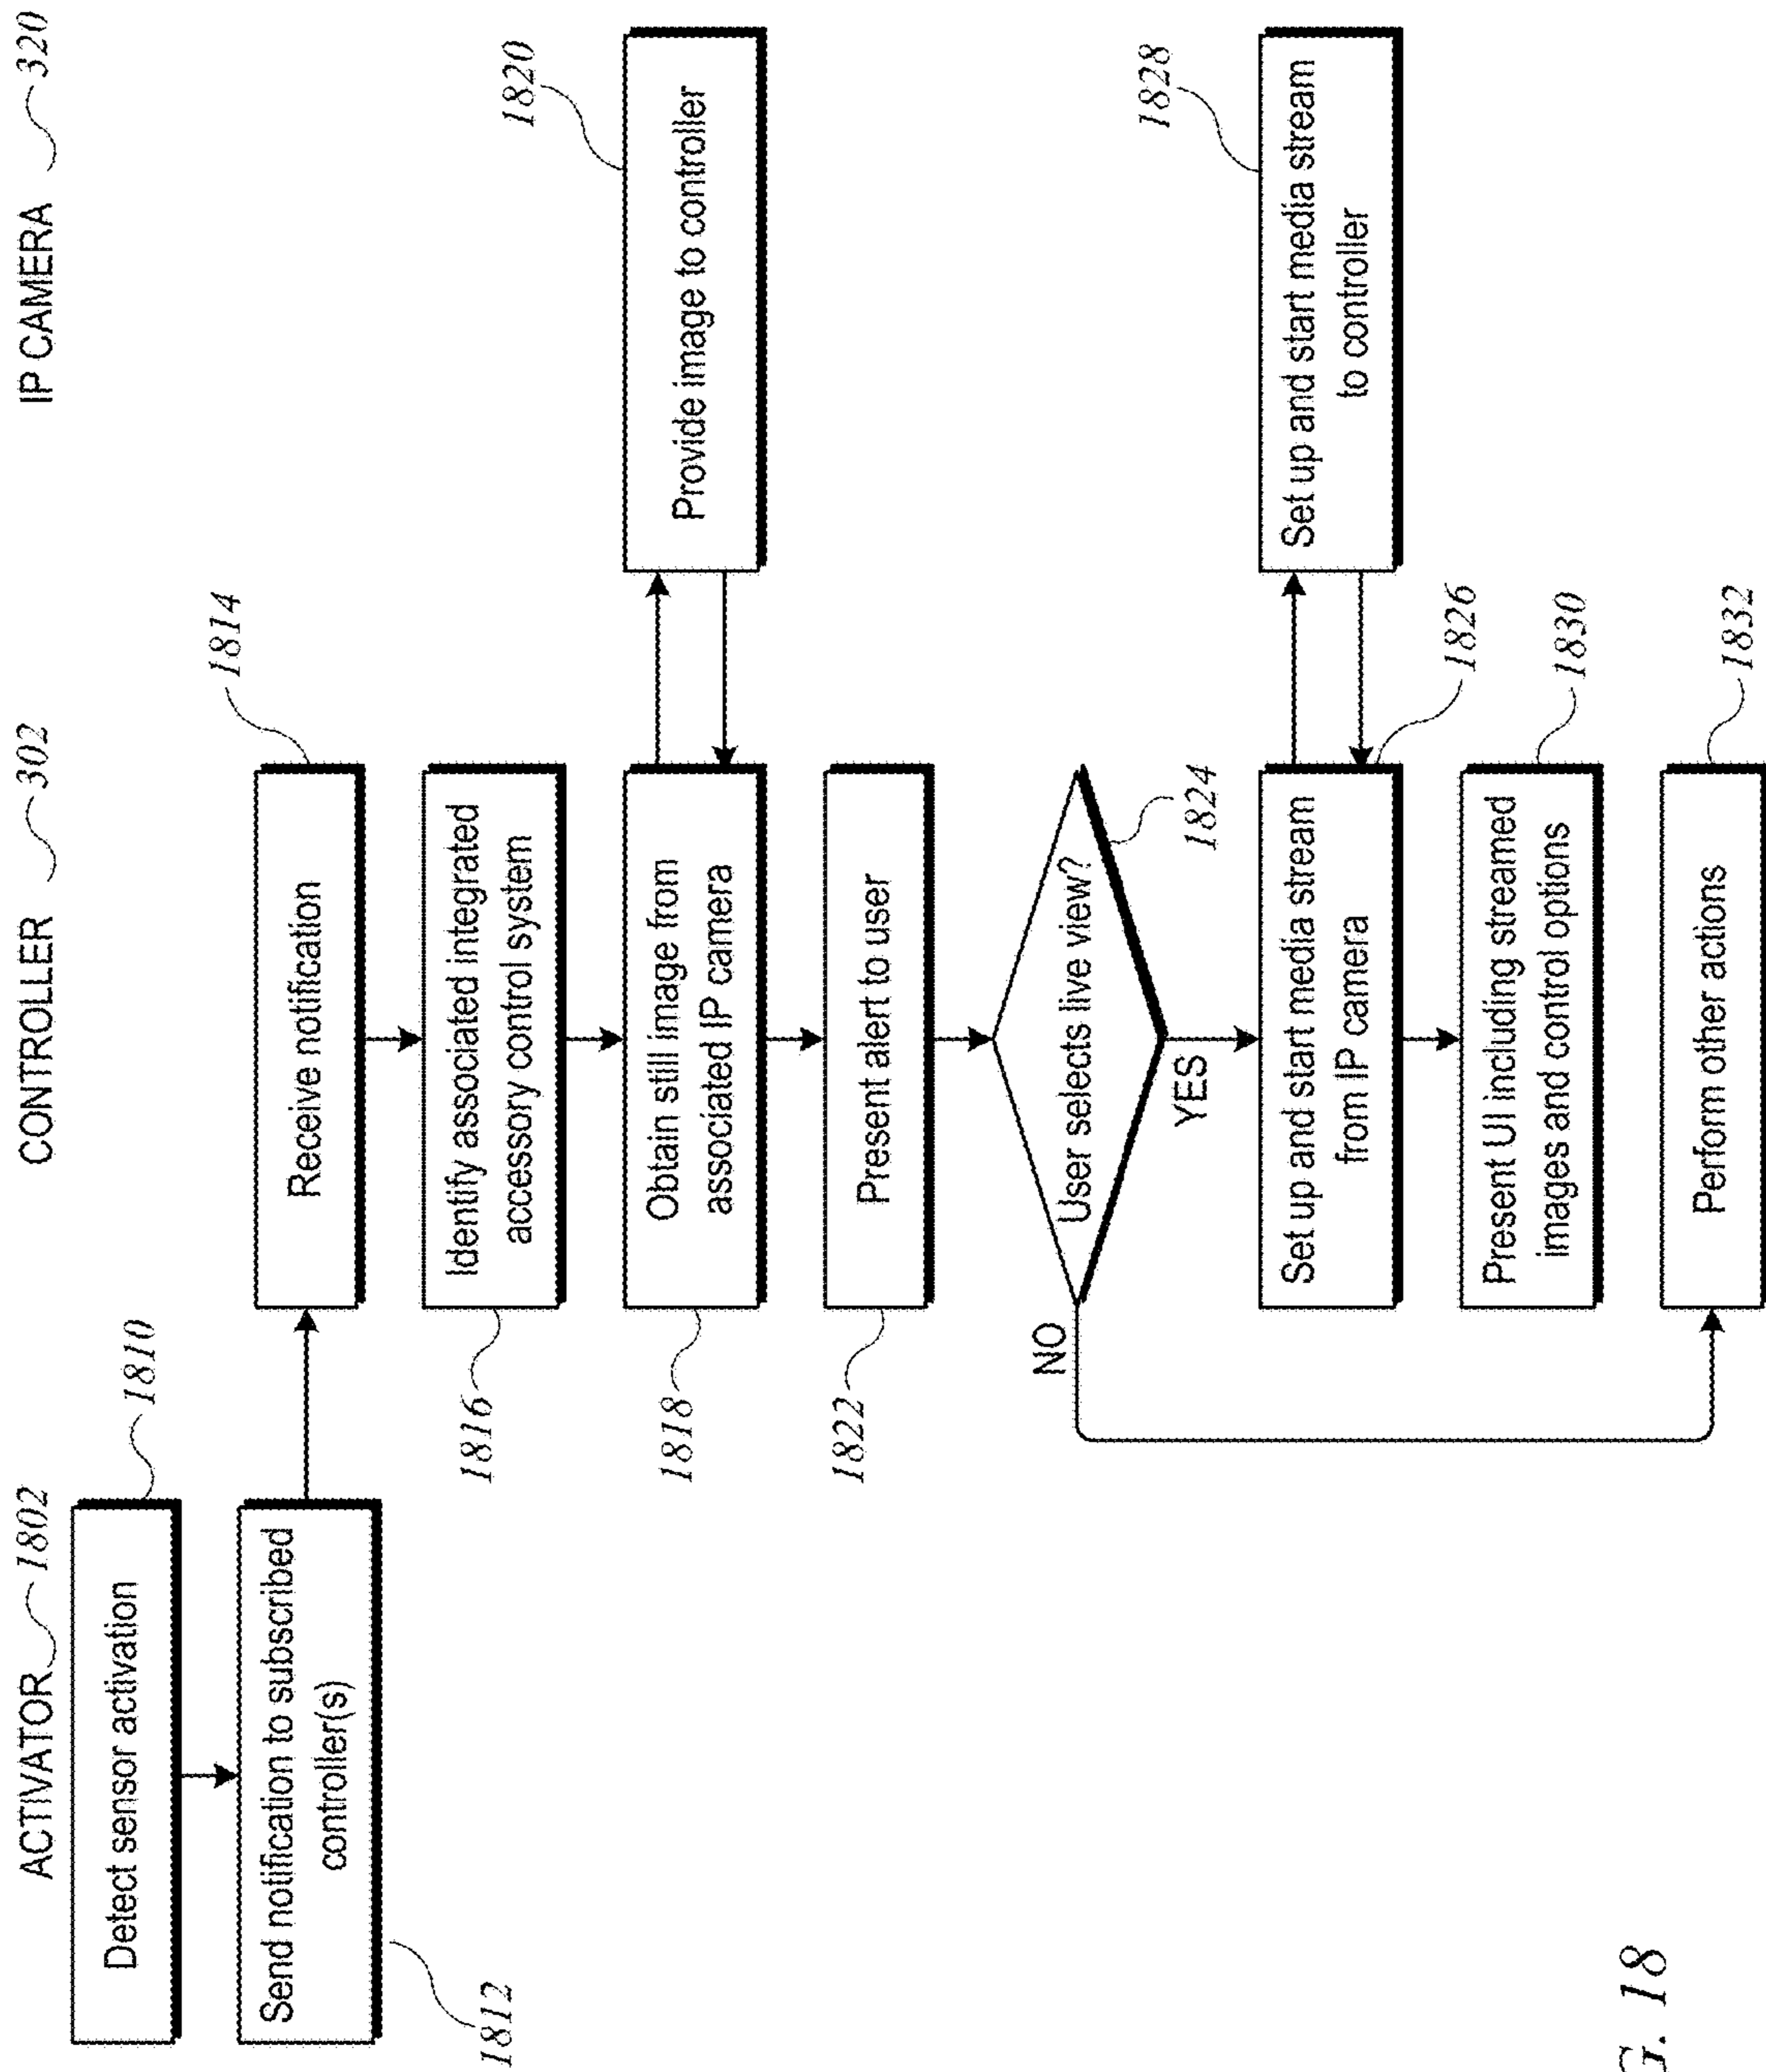 ACTIVATOR 1802
CONTROLLER 302
IP CAMERA 320
Detect sensor activation
1810
Send notification to subscribed
controller(s)
1812
Receive notification
1814
Identify associated integrated
accessory control system
1816
Obtain still image from
associated IP camera
1818
Provide image to controller
1820
Present alert to user
1822
User selects live view?
1824
NO
YES
Set up and start media stream
from IP camera
1826
Set up and start media stream
to controller
1828
Present UI including streamed
images and control options
1830
Perform other actions
1832
G. 18